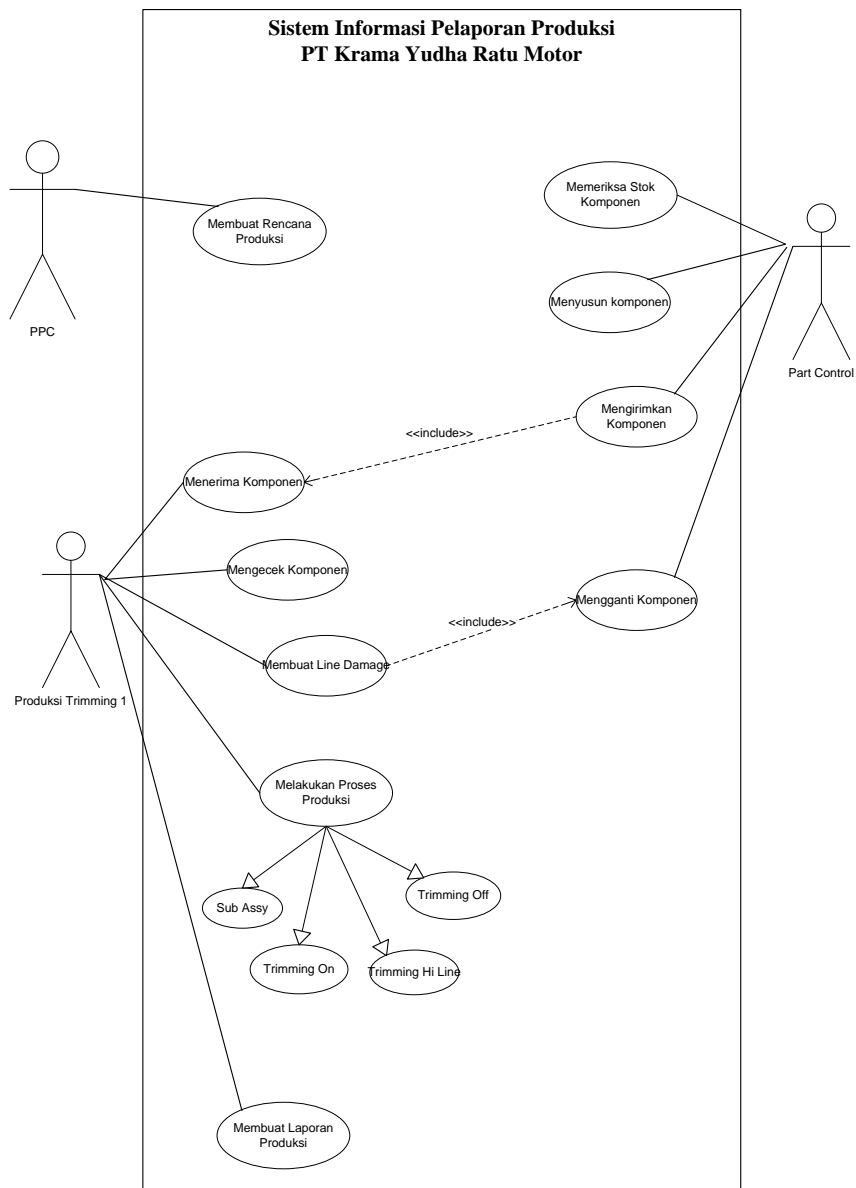 Sistem Informasi Pelaporan Produksi
PT Krama Yudha Ratu Motor
Memeriksa Stok
Komponen
Membuat Rencana
Produksi
PPC
Menyusun komponen
Part Control
Mengirimkan
Komponen
<<include>>
Menerima Komponen
Mengecek Komponen
Mengganti Komponen
<<include>>
Membuat Line Damage
Produksi Trimming 1
Melakukan Proses
Produksi
Trimming Off
Sub Assy
Trimming On
Trimming Hi Line
Membuat Laporan
Produksi